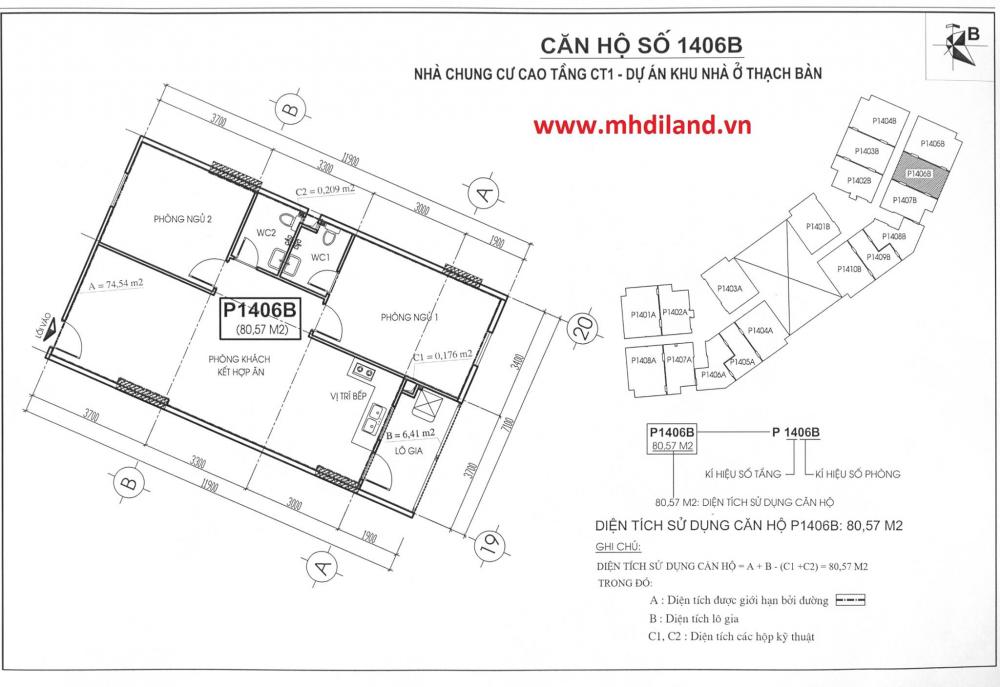 CĂN HỘ SỐ 1406B
NHÀ CHUNG CƯ CAO TẦNG CT1 - DỰ ÁN KHU NHÀ Ở THẠCH BÀN
www.mhdiland.vn
B
B
3700
3300
11900
3000
1900
A
C2 = 0,209 m2
PHÒNG NGỦ 2
WC2
WC1
A = 74,54 m2
P1406B
(80,57 M2)
PHÒNG NGỦ 1
LỐI VÀO
PHÒNG KHÁCH
KẾT HỢP ĂN
C1 = 0,176 m2
VỊ TRÍ BẾP
B = 6,41 m2
LÔ GIA
20
3400
7100
3700
19
3700
3300
11900
3000
1900
B
A
P1404B
P1403B
P1402B
P1405B
P1406B
P1407B
P1408B
P1409B
P1410B
P1401B
P1403A
P1401A
P1402A
P1404A
P1405A
P1406A
P1407A
P1408A
P1406B
80,57 M2
P 1406B
KÍ HIỆU SỐ TẦNG
KÍ HIỆU SỐ PHÒNG
80,57 M2: DIỆN TÍCH SỬ DỤNG CĂN HỘ
DIỆN TÍCH SỬ DỤNG CĂN HỘ P1406B: 80,57 M2
GHI CHÚ:
DIỆN TÍCH SỬ DỤNG CĂN HỘ = A + B - (C1 +C2) = 80,57 M2
TRONG ĐÓ:
A : Diện tích được giới hạn bởi đường
B : Diện tích lô gia
C1, C2 : Diện tích các hộp kỹ thuật